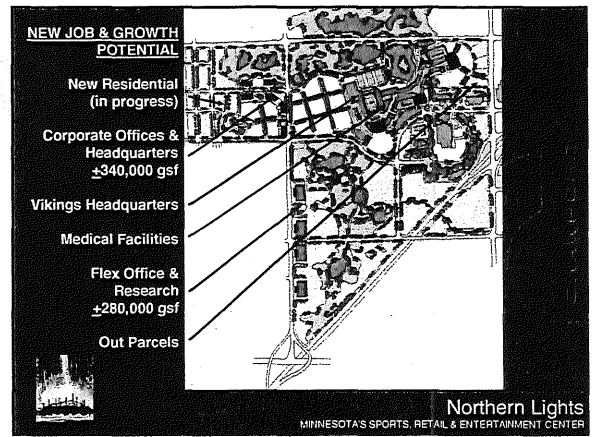 NEW JOB & GROWTH
POTENTIAL
New Residential
(in progress)
Corporate Offices &
Headquarters
±340,000 gsf
Vikings Headquarters
Medical Facilities
Flex Office &
Research
±280,000 gsf
Out Parcels
Northern Lights
MINNESOTA'S SPORTS, RETAIL & ENTERTAINMENT CENTER